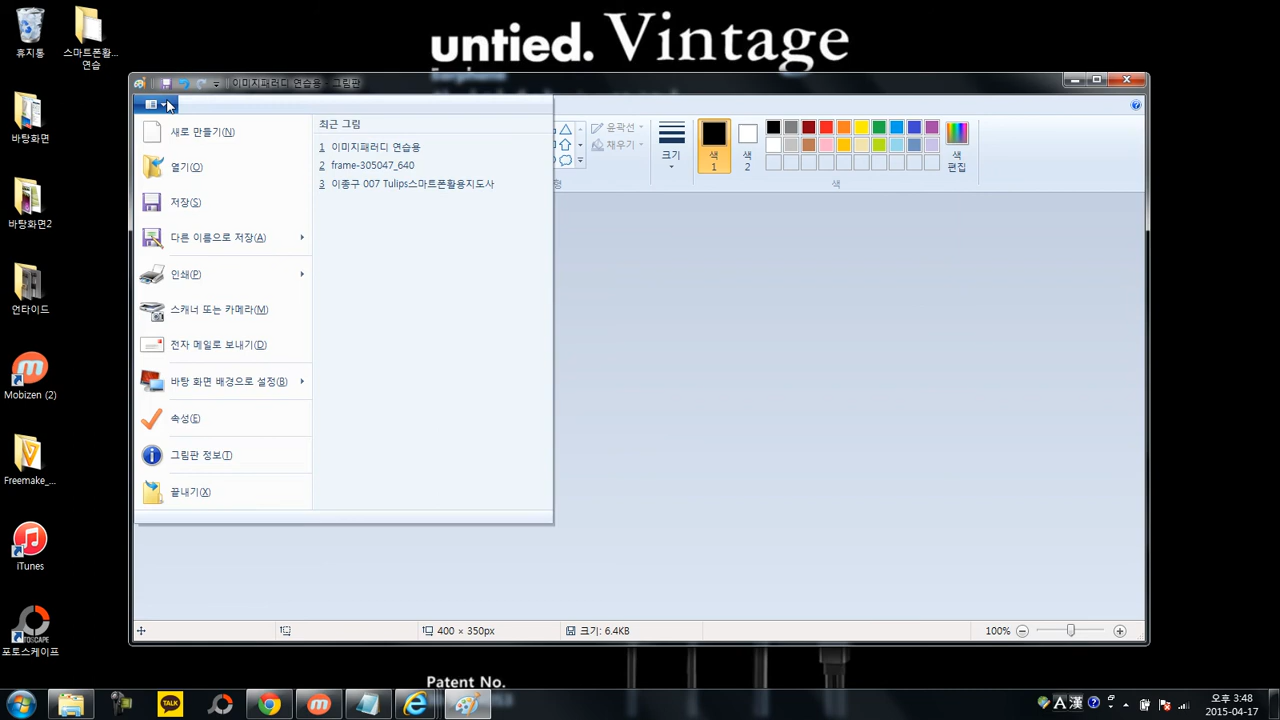 untied. Vintage
Earphone
휴지통
스마트폰활...
연습
바탕화면
바탕화면2
언타이드
Mobizen (2)
Freemake_...
iTunes
포토스케이프
이미지패러디 연습용 - 그림판
새로 만들기(N)
열기(O)
저장(S)
다른 이름으로 저장(A)
인쇄(P)
스캐너 또는 카메라(M)
전자 메일로 보내기(D)
바탕 화면 배경으로 설정(B)
속성(E)
그림판 정보(T)
끝내기(X)
최근 그림
1 이미지패러디 연습용
2 frame-305047_640
3 이종구 007 Tulips스마트폰활용지도사
윤곽선
채우기
크기
색
1
색
2
색
편집
색
400 × 350px
크기: 6.4KB
100%
Patent No.
TALK
A 漢
오후 3:48
2015-04-17